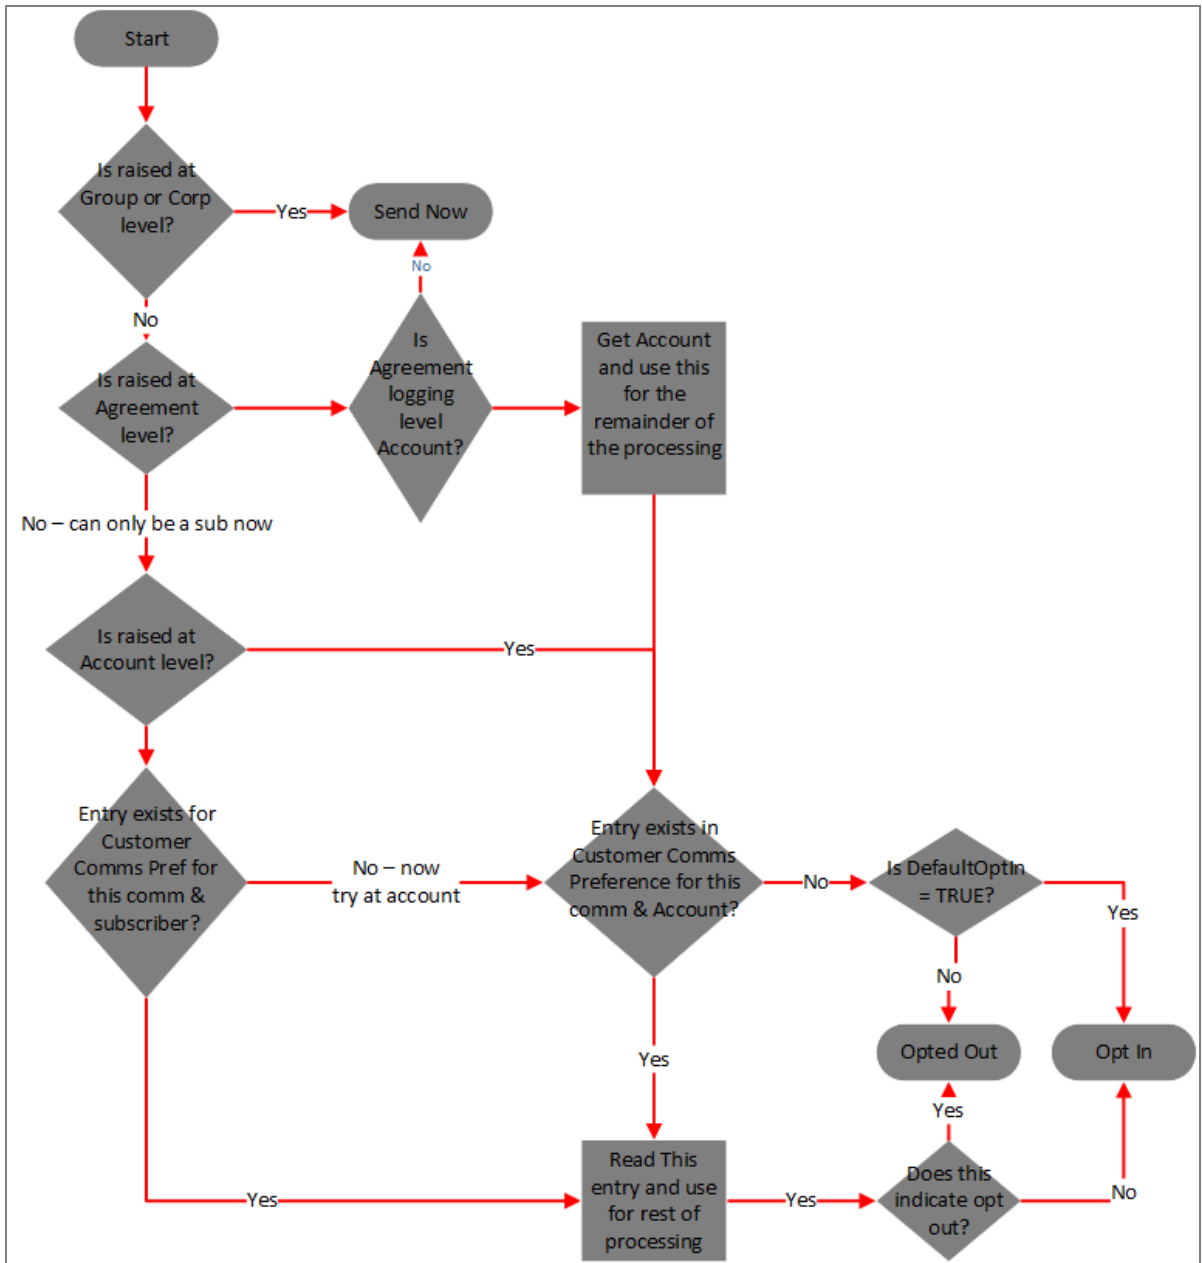 Start
Is raised at
Group or Corp
level?
Yes
Send Now
No
No
Is raised at
Agreement
level?
Is
Agreement
logging
level
Account?
Get Account
and use this
for the
remainder of
the processing
No – can only be a sub now
Is raised at
Account level?
Yes
Entry exists for
Customer
Comms Pref for
this comm &
subscriber?
No – now
try at account
Entry exists in
Customer Comms
Preference for this
comm & Account?
No
Is DefaultOptIn
= TRUE?
Yes
No
Opted Out
Opt In
Yes
Yes
Read This
entry and use
for rest of
processing
Yes
Yes
Does this
indicate opt
out?
No